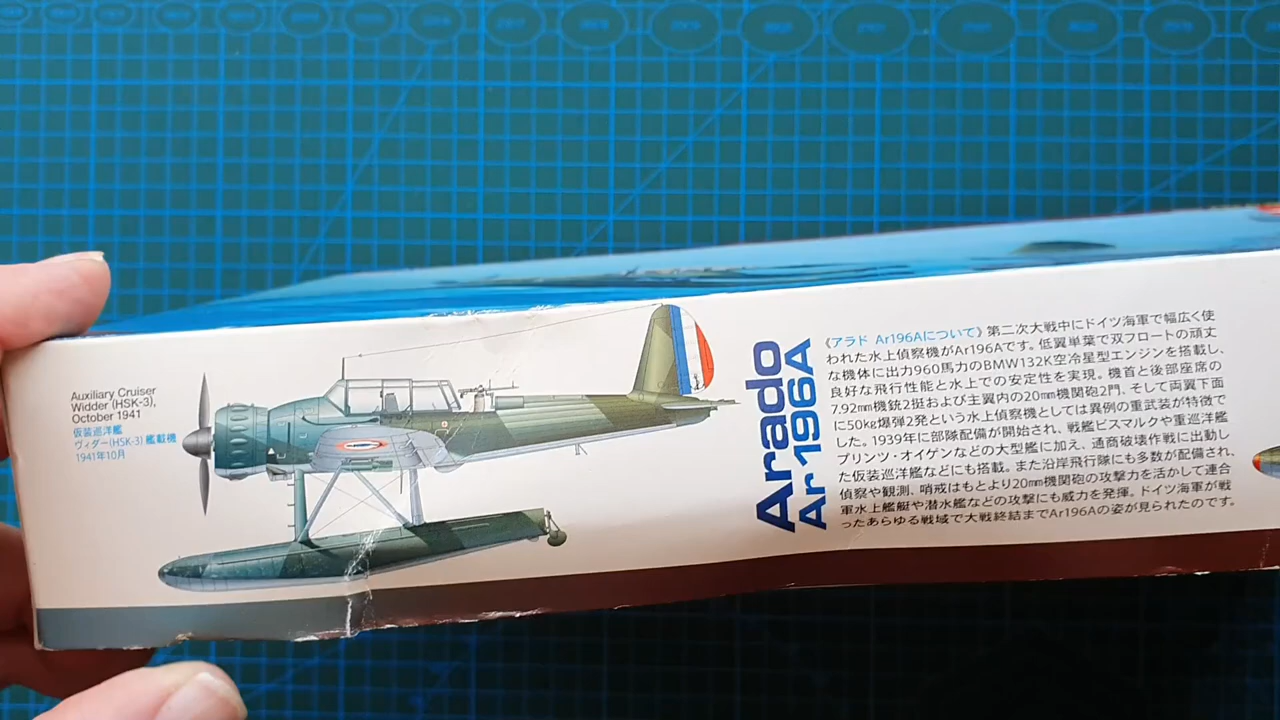 Auxiliary Cruiser
Widder (HSK-3),
October 1941
仮装巡洋艦
ヴィダー(HSK-3) 艦載機
1941年10月
Arado
Ar 196A
《アラド Ar196Aについて》 第二次大戦中にドイツ海軍で幅広く使
われた水上偵察機がAr196Aです。低翼単葉で双フロートの頑丈
な機体に出力960馬力のBMW132K空冷星型エンジンを搭載し、
良好な飛行性能と水上での安定性を実現。機首と後部座席の
7.92mm機銃2挺および主翼内の20mm機関砲2門、そして両翼下面
に50kg爆弾2発という水上偵察機としては異例の重武装が特徴で
した。1939年に部隊配備が開始され、戦艦ビスマルクや重巡洋艦
プリンツ・オイゲンなどの大型艦に加え、通商破壊作戦に出動し
た仮装巡洋艦などにも搭載。また沿岸飛行隊にも多数が配備され、
偵察や観測、哨戒はもとより20mm機関砲の攻撃力を活かして連合
軍水上艦艇や潜水艦などの攻撃にも威力を発揮。ドイツ海軍が戦
ったあらゆる戦域で大戦終結までAr196Aの姿が見られたのです。